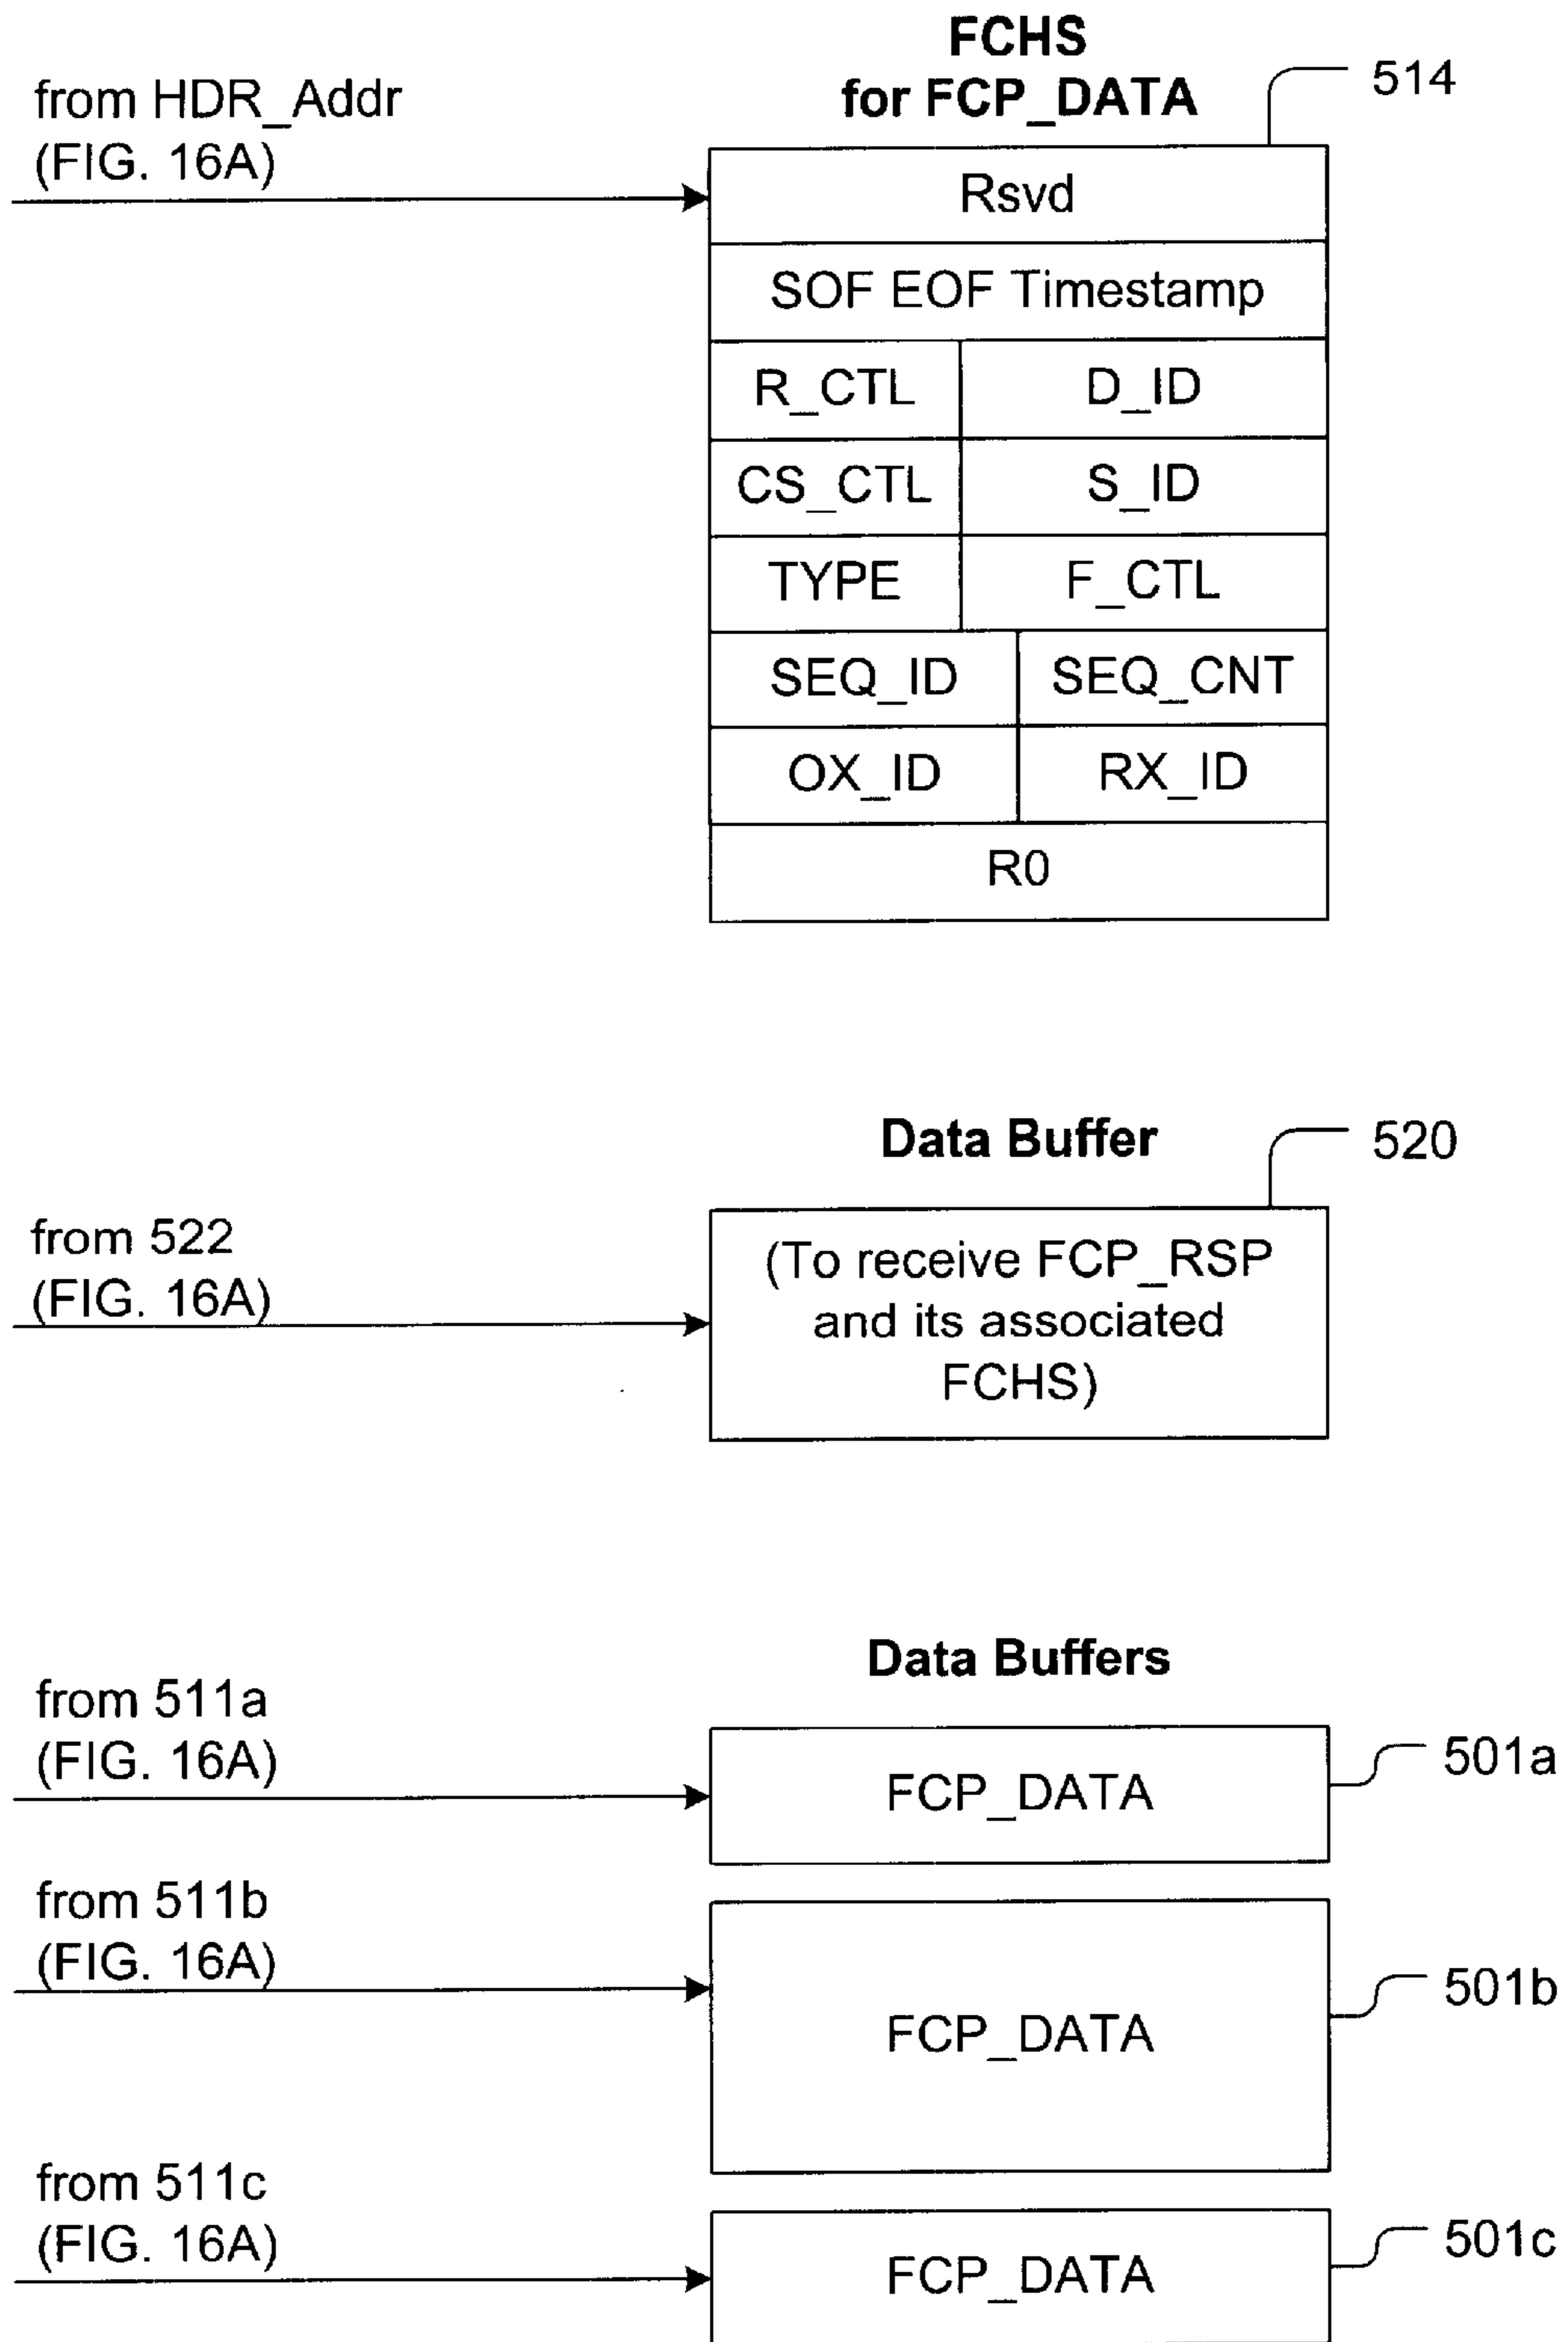 FCHS
for FCP_DATA
514
from HDR_Addr
(FIG. 16A)
Rsvd
SOF EOF Timestamp
R_CTL D_ID
CS_CTL S_ID
TYPE F_CTL
SEQ_ID SEQ_CNT
OX_ID RX_ID
R0
Data Buffer
520
from 522
(FIG. 16A)
(To receive FCP_RSP
and its associated
FCHS)
Data Buffers
from 511a
(FIG. 16A)
FCP_DATA
501a
from 511b
(FIG. 16A)
FCP_DATA
501b
from 511c
(FIG. 16A)
FCP_DATA
501c